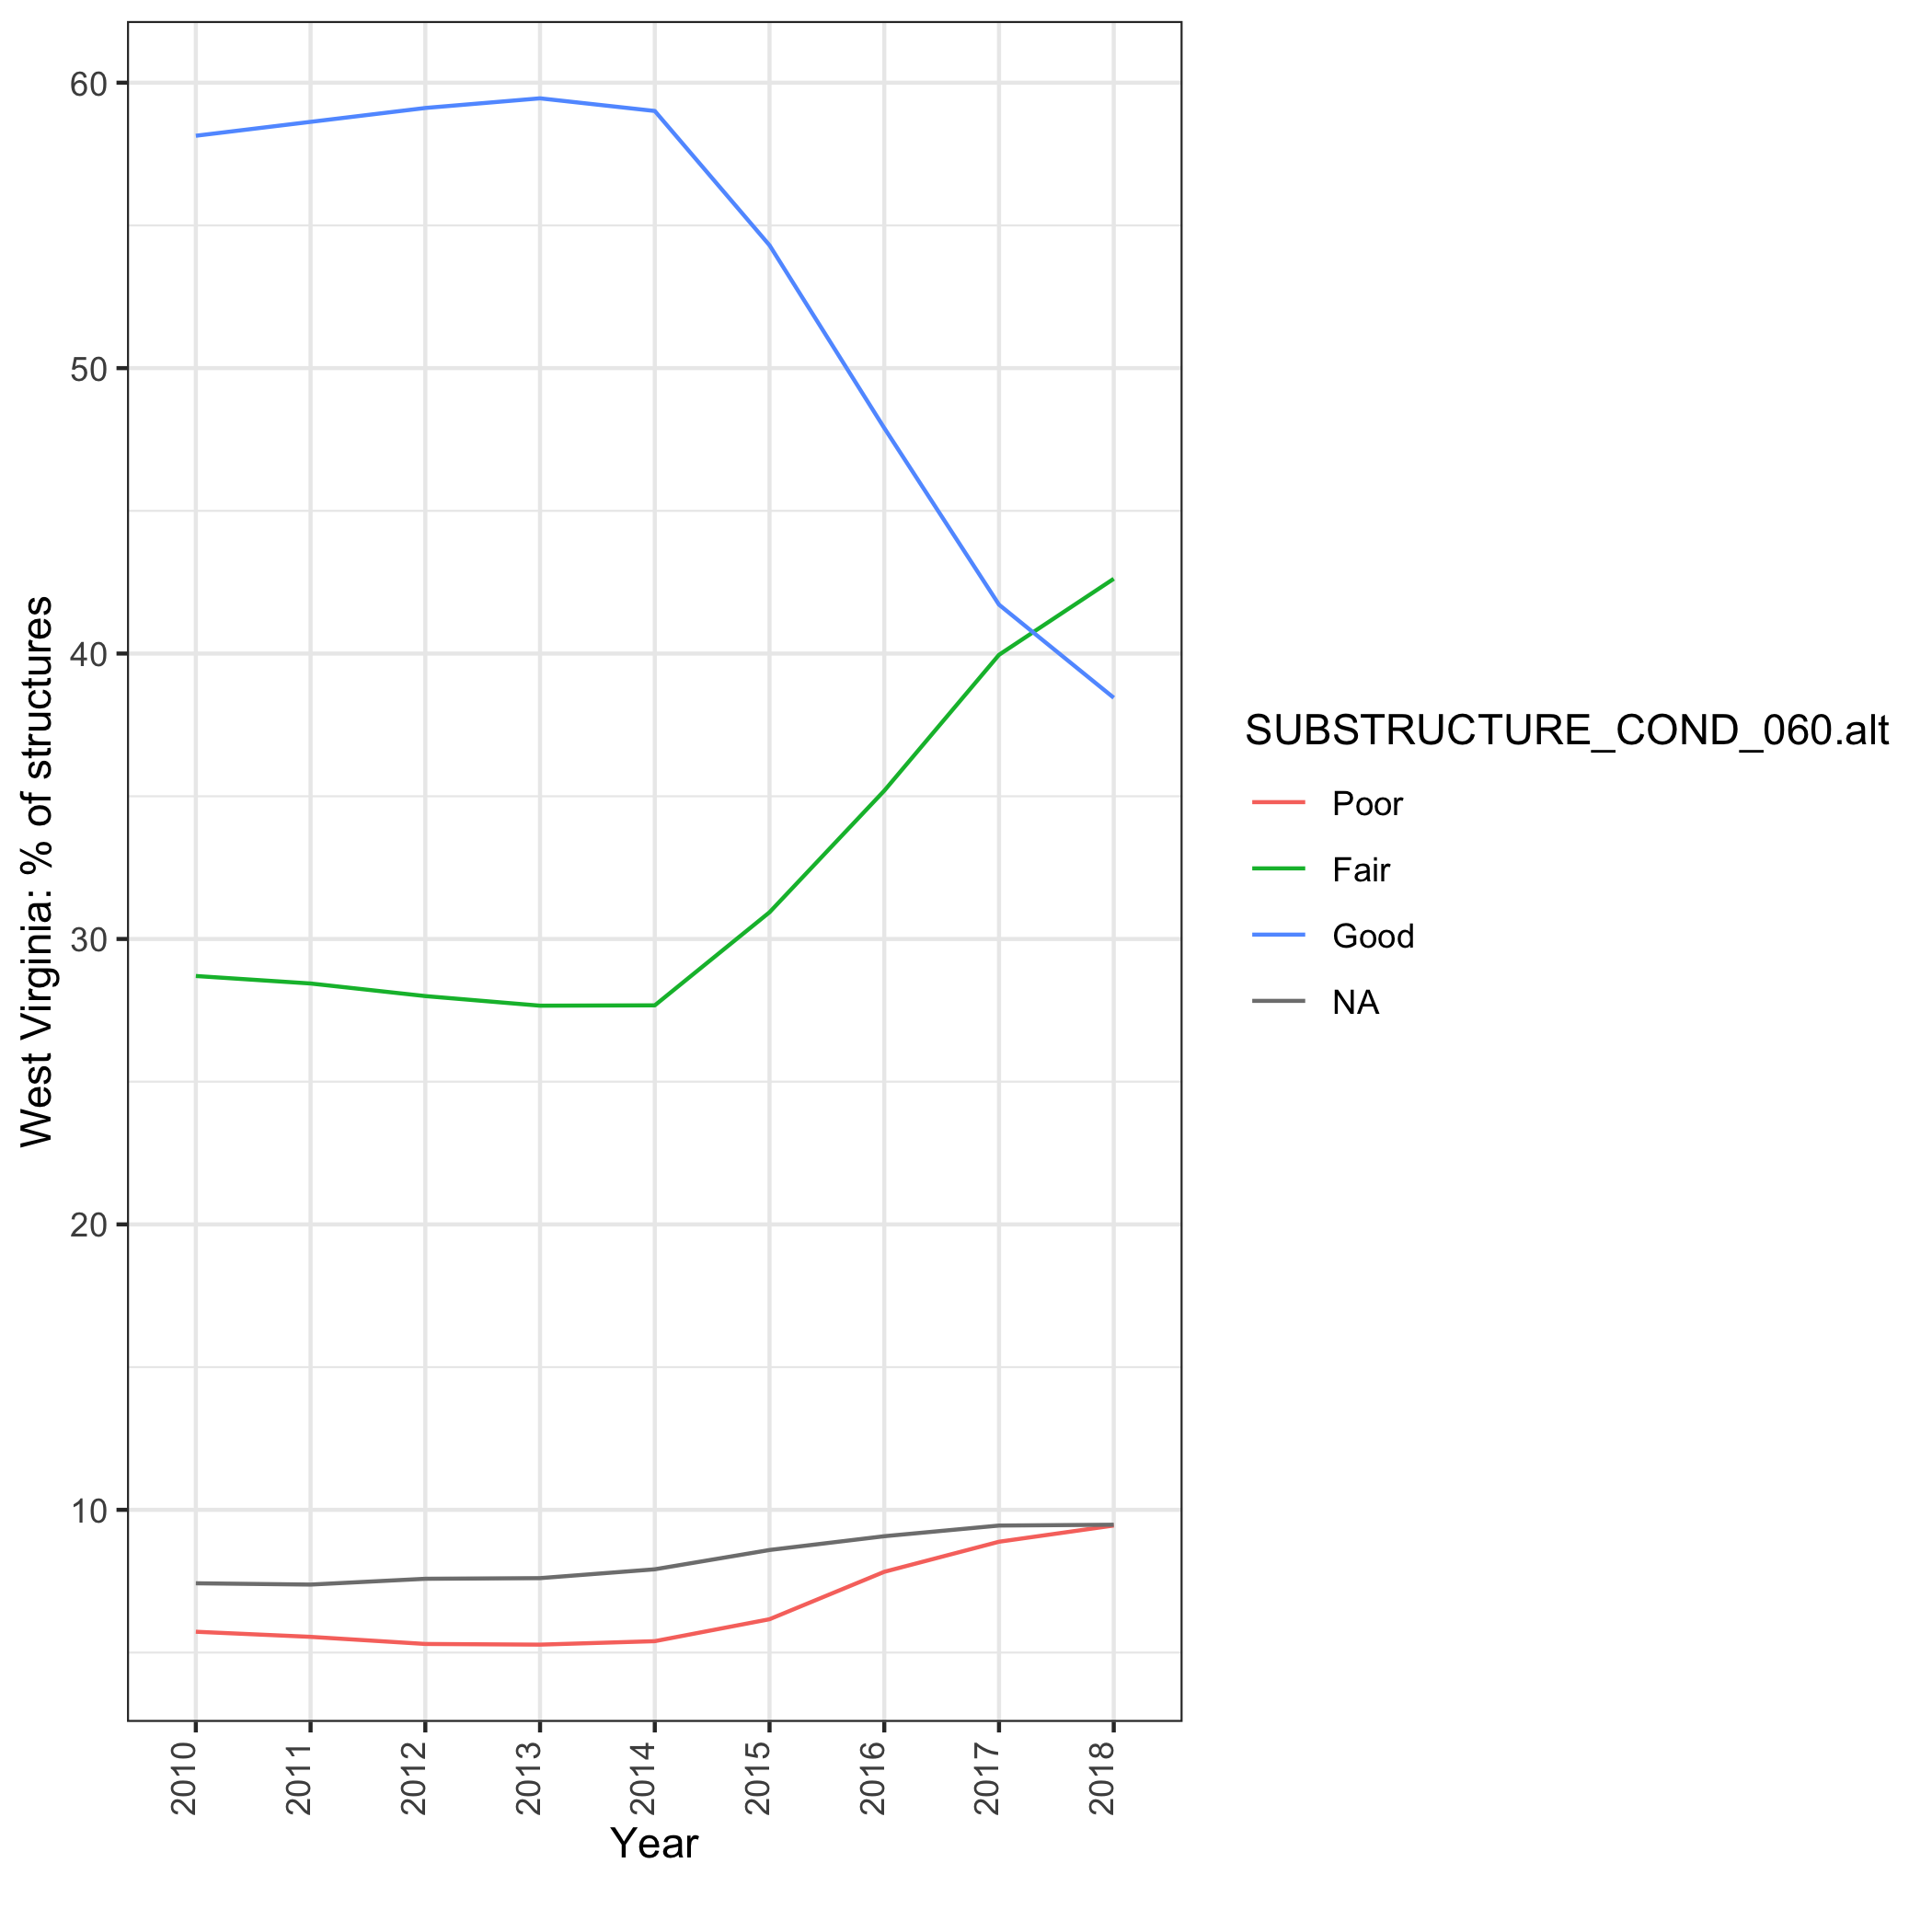 West Virginia: % of structures
60
50
40
30
20
10
2010
2011
2012
2013
2014
2015
2016
2017
2018
Year
SUBSTRUCTURE_COND_060.alt
Poor
Fair
Good
NA